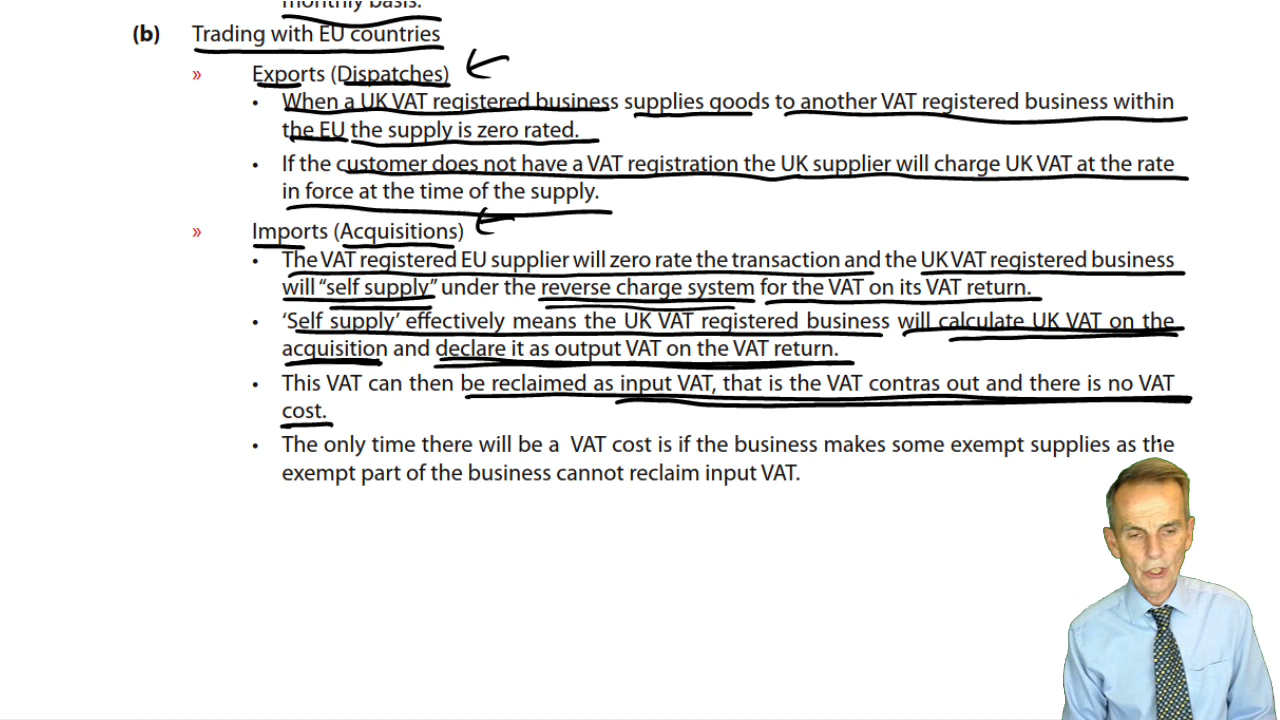 monthly basis.
(b) Trading with EU countries
» Exports (Dispatches)
• When a UK VAT registered business supplies goods to another VAT registered business within
the EU the supply is zero rated.
• If the customer does not have a VAT registration the UK supplier will charge UK VAT at the rate
in force at the time of the supply.
» Imports (Acquisitions)
• The VAT registered EU supplier will zero rate the transaction and the UK VAT registered business
will “self supply” under the reverse charge system for the VAT on its VAT return.
• ‘Self supply’ effectively means the UK VAT registered business will calculate UK VAT on the
acquisition and declare it as output VAT on the VAT return.
• This VAT can then be reclaimed as input VAT, that is the VAT contras out and there is no VAT
cost.
• The only time there will be a VAT cost is if the business makes some exempt supplies as the
exempt part of the business cannot reclaim input VAT.